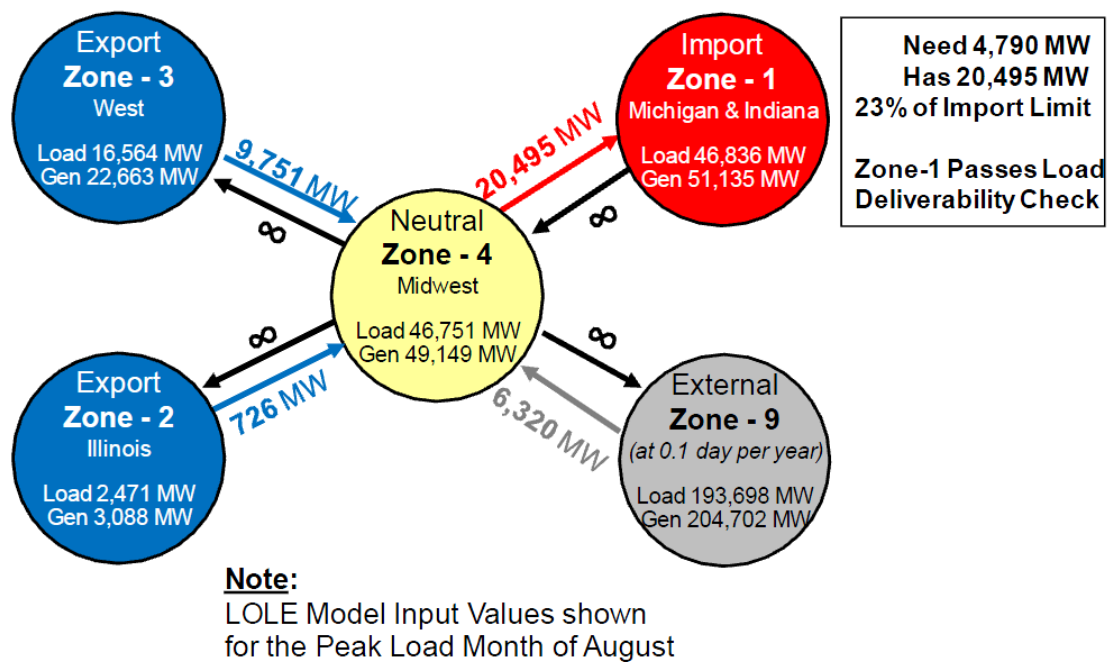 Export
Zone - 3
West
Load 16,564 MW
Gen 22,663 MW
9,751 MW
∞
Import
Zone - 1
Michigan & Indiana
Load 46,836 MW
Gen 51,135 MW
20,495 MW
∞
Need 4,790 MW
Has 20,495 MW
23% of Import Limit
Zone-1 Passes Load
Deliverability Check
Neutral
Zone - 4
Midwest
Load 46,751 MW
Gen 49,149 MW
∞
726 MW
∞
6,320 MW
Export
Zone - 2
Illinois
Load 2,471 MW
Gen 3,088 MW
External
Zone - 9
(at 0.1 day per year)
Load 193,698 MW
Gen 204,702 MW
Note:
LOLE Model Input Values shown
for the Peak Load Month of August